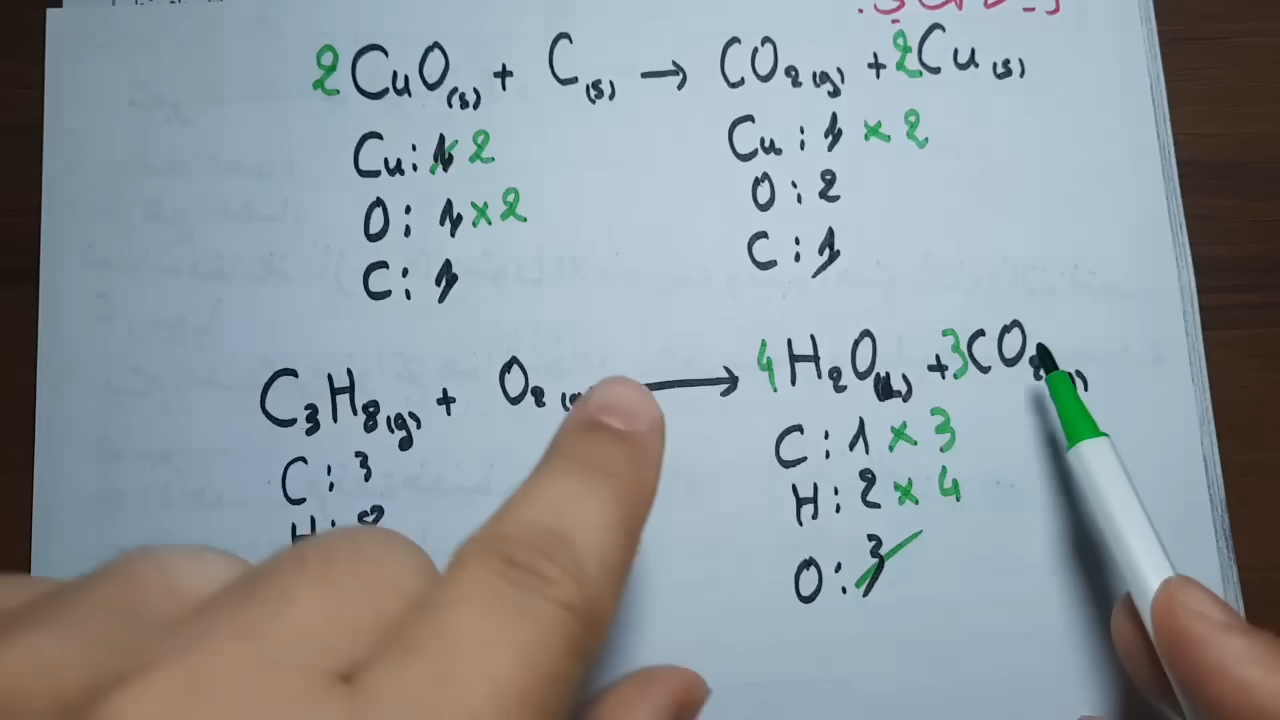 2CuO(s) + C(s) → CO2(g) + 2Cu(s)
Cu: 1 × 2
Cu: 1 × 2
O: 1 × 2
O: 2
C: 1
C: 1
C3H8(g) + O2 → 4H2O + 3CO2
C: 3
C: 1 × 3
H: 8
H: 2 × 4
O: 3